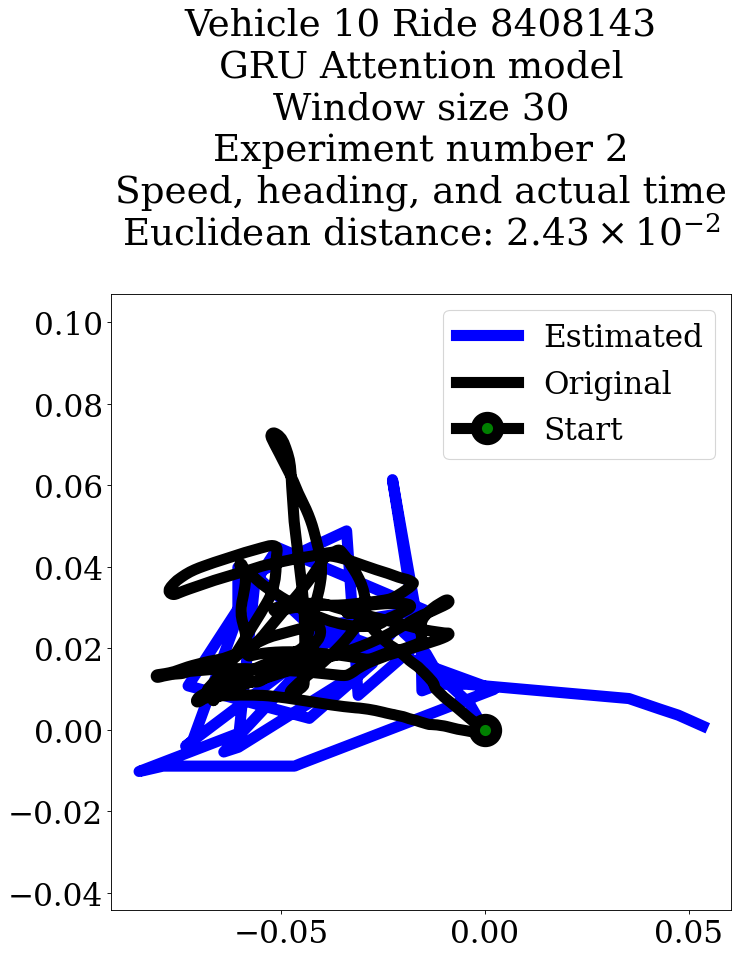 Vehicle 10 Ride 8408143
GRU Attention model
Window size 30
Experiment number 2
Speed, heading, and actual time
Euclidean distance: 2.43 × 10⁻²
Estimated
Original
Start
0.10
0.08
0.06
0.04
0.02
0.00
−0.02
−0.04
−0.05
0.00
0.05